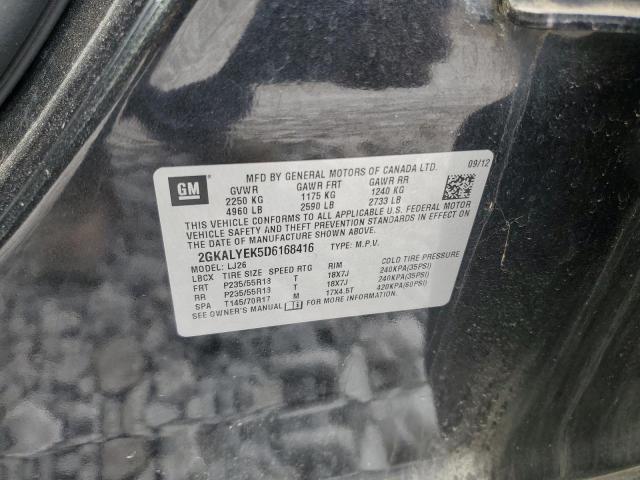 MFD BY GENERAL MOTORS OF CANADA LTD. 09/12
GM
GVWR GAWR FRT GAWR RR
2250 KG 1175 KG 1240 KG
4960 LB 2590 LB 2733 LB
THIS VEHICLE CONFORMS TO ALL APPLICABLE U.S. FEDERAL MOTOR
VEHICLE SAFETY AND THEFT PREVENTION STANDARDS IN EFFECT ON
THE DATE OF MANUFACTURE SHOWN ABOVE.
2GKALYEK5D6168416 TYPE: M.P.V.
MODEL: LJ26
LBCX TIRE SIZE SPEED RTG RIM COLD TIRE PRESSURE
FRT P235/55R18 T 18X7J 240KPA(35PSI)
RR P235/55R18 T 18X7J 240KPA(35PSI)
SPA T145/70R17 M 17X4.5T 420KPA(60PSI)
SEE OWNER'S MANUAL FOR MORE INFORMATION.